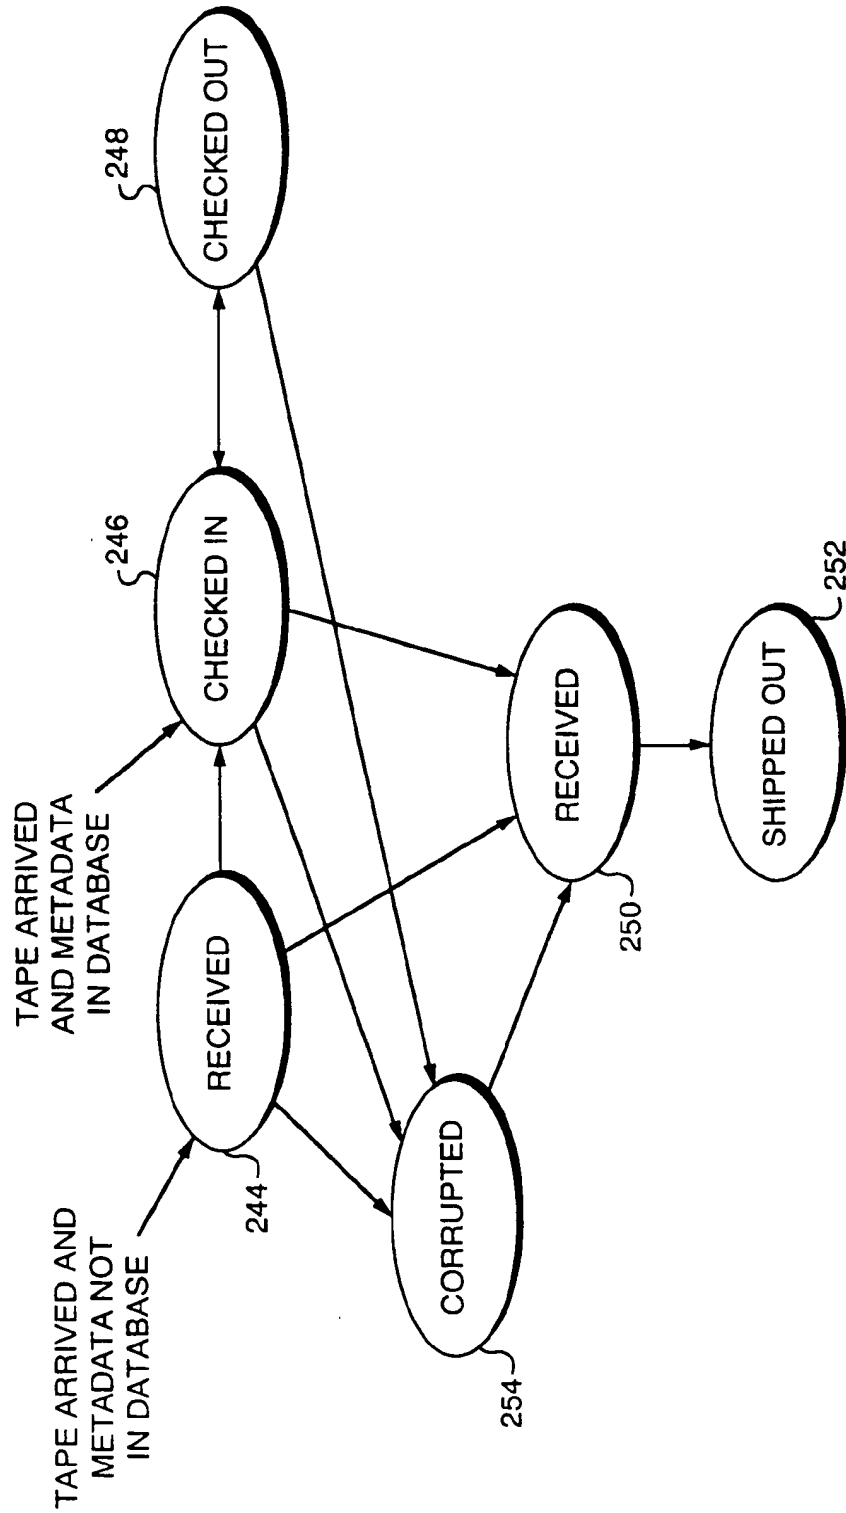 TAPE ARRIVED AND
METADATA NOT
IN DATABASE
TAPE ARRIVED
AND METADATA
IN DATABASE
244
RECEIVED
246
CHECKED IN
248
CHECKED OUT
254
CORRUPTED
250
RECEIVED
252
SHIPPED OUT